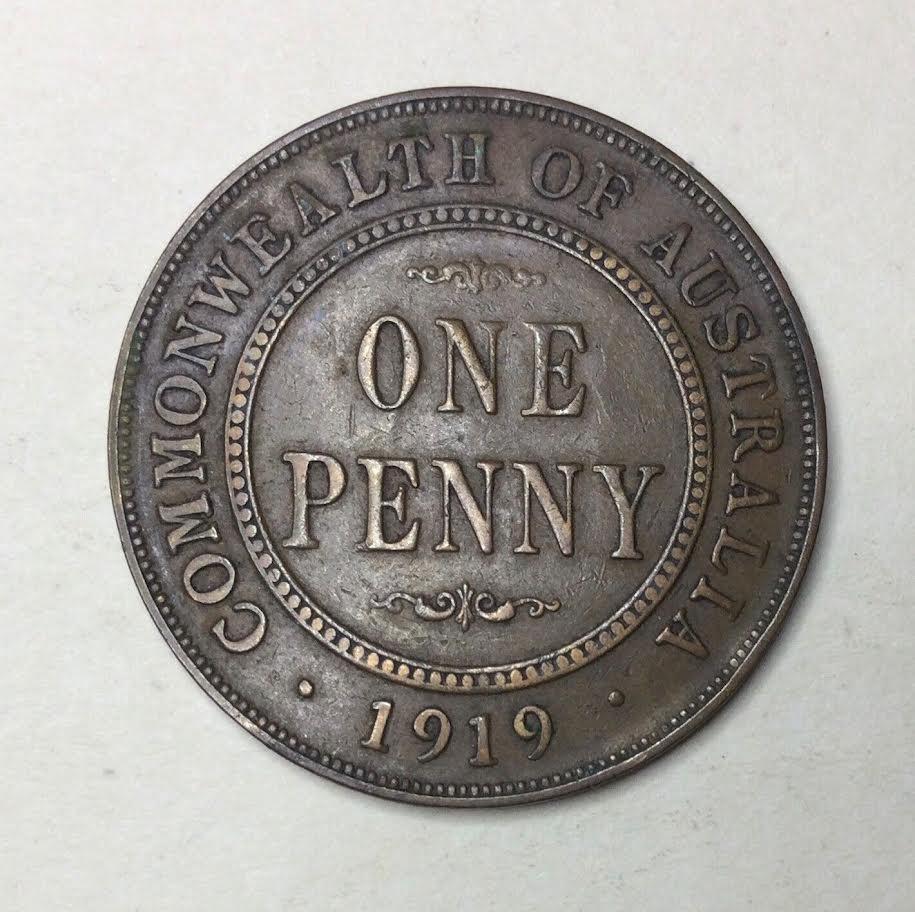 COMMONWEALTH OF AUSTRALIA
ONE
PENNY
· 1919 ·